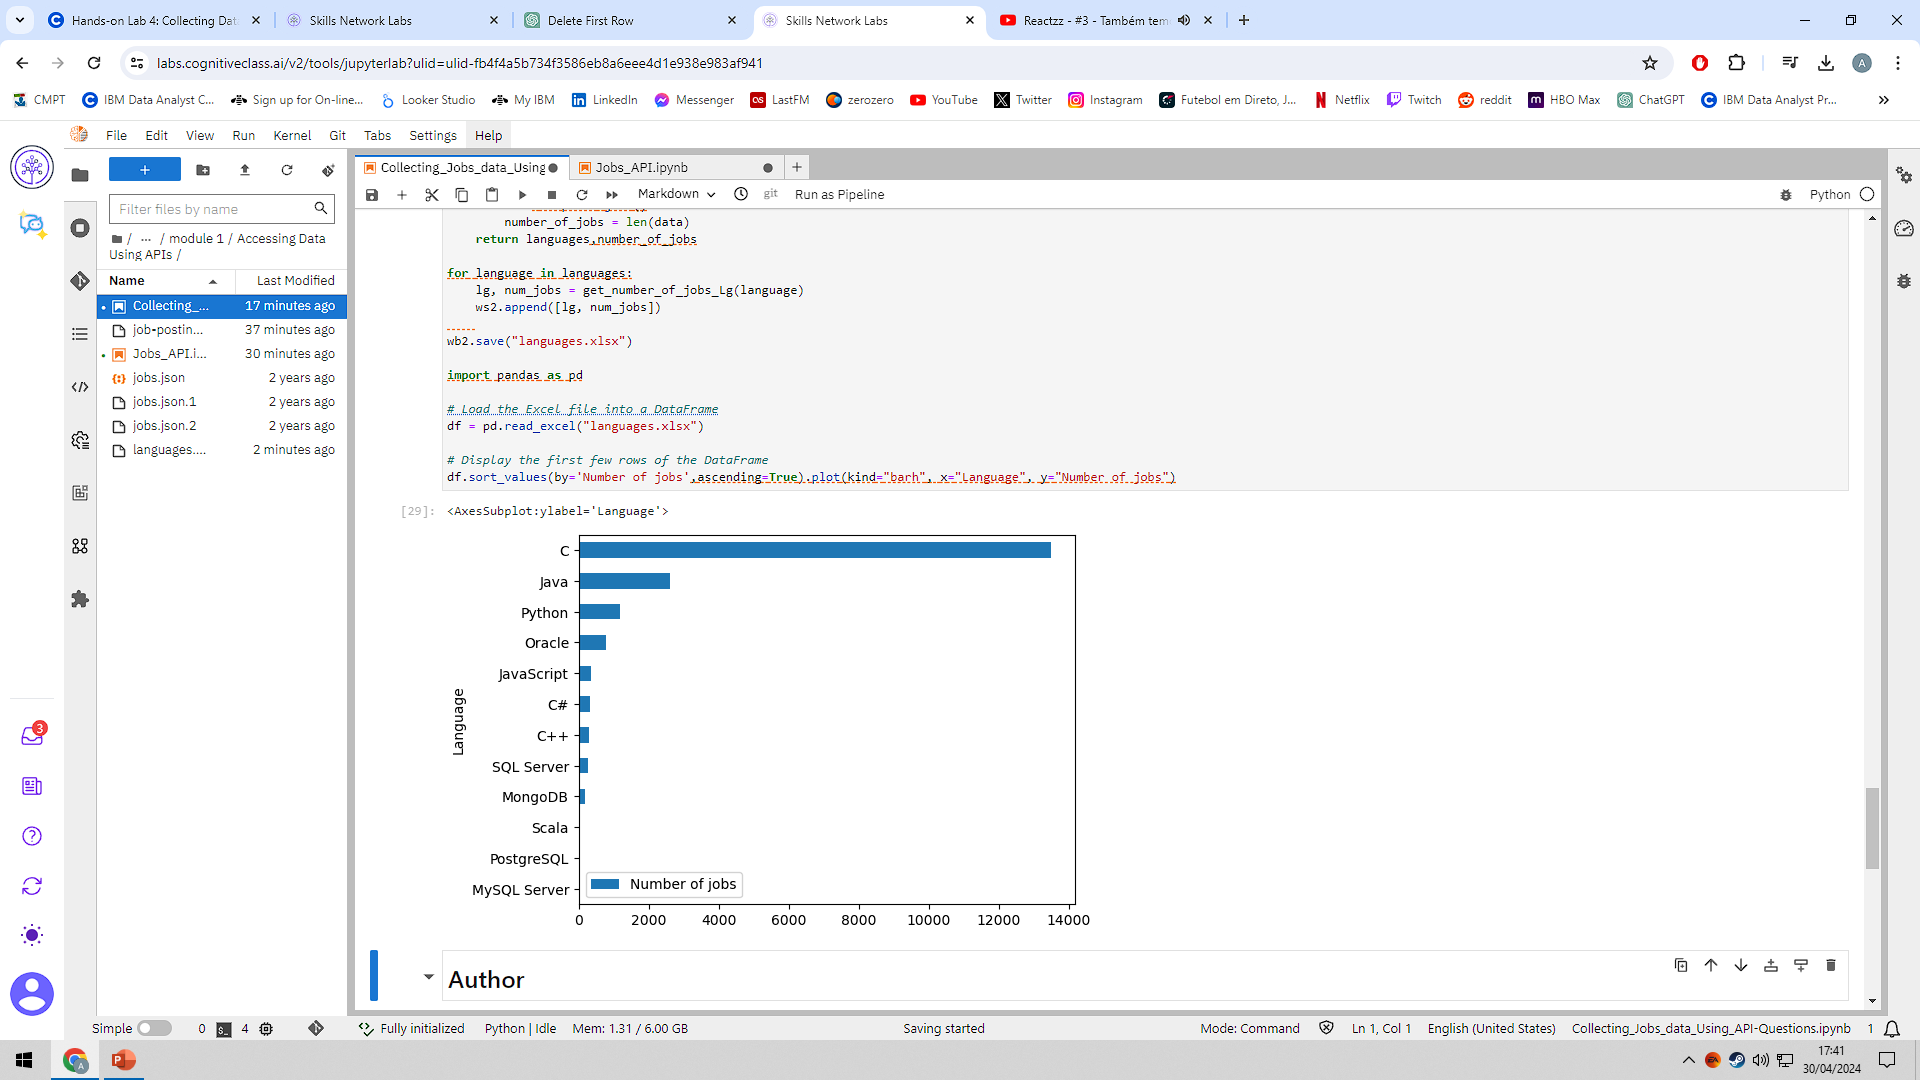 Hands-on Lab 4: Collecting Dat
Skills Network Labs
Delete First Row
Skills Network Labs
Reactzz - #3 - Também tem
labs.cognitiveclass.ai/v2/tools/jupyterlab?ulid=ulid-fb4f4a5b734f3586eb8a6eee4d1e938e983af941
A
CMPT
IBM Data Analyst C...
Sign up for On-line...
Looker Studio
My IBM
LinkedIn
Messenger
LastFM
zerozero
YouTube
Twitter
Instagram
Futebol em Direto, J...
Netflix
Twitch
reddit
HBO Max
ChatGPT
IBM Data Analyst Pr...
File
Edit
View
Run
Kernel
Git
Tabs
Settings
Help
Filter files by name
/ ... / module 1 / Accessing Data
Using APIs /
Name
Last Modified
Collecting_... 17 minutes ago
job-postin... 37 minutes ago
Jobs_API.i... 30 minutes ago
jobs.json 2 years ago
jobs.json.1 2 years ago
jobs.json.2 2 years ago
languages.... 2 minutes ago
3
Collecting_Jobs_data_Using
Jobs_API.ipynb
Markdown
git
Run as Pipeline
Python
number_of_jobs = len(data)
return languages,number_of_jobs
for language in languages:
lg, num_jobs = get_number_of_jobs_Lg(language)
ws2.append([lg, num_jobs])
wb2.save("languages.xlsx")
import pandas as pd
# Load the Excel file into a DataFrame
df = pd.read_excel("languages.xlsx")
# Display the first few rows of the DataFrame
df.sort_values(by='Number of jobs',ascending=True).plot(kind="barh", x="Language", y="Number of jobs")
[29]: <AxesSubplot:ylabel='Language'>
Language
C
Java
Python
Oracle
JavaScript
C#
C++
SQL Server
MongoDB
Scala
PostgreSQL
MySQL Server
Number of jobs
0 2000 4000 6000 8000 10000 12000 14000
Author
Simple
0
4
Fully initialized
Python | Idle
Mem: 1.31 / 6.00 GB
Saving started
Mode: Command
Ln 1, Col 1
English (United States)
Collecting_Jobs_data_Using_API-Questions.ipynb
1
17:41
30/04/2024